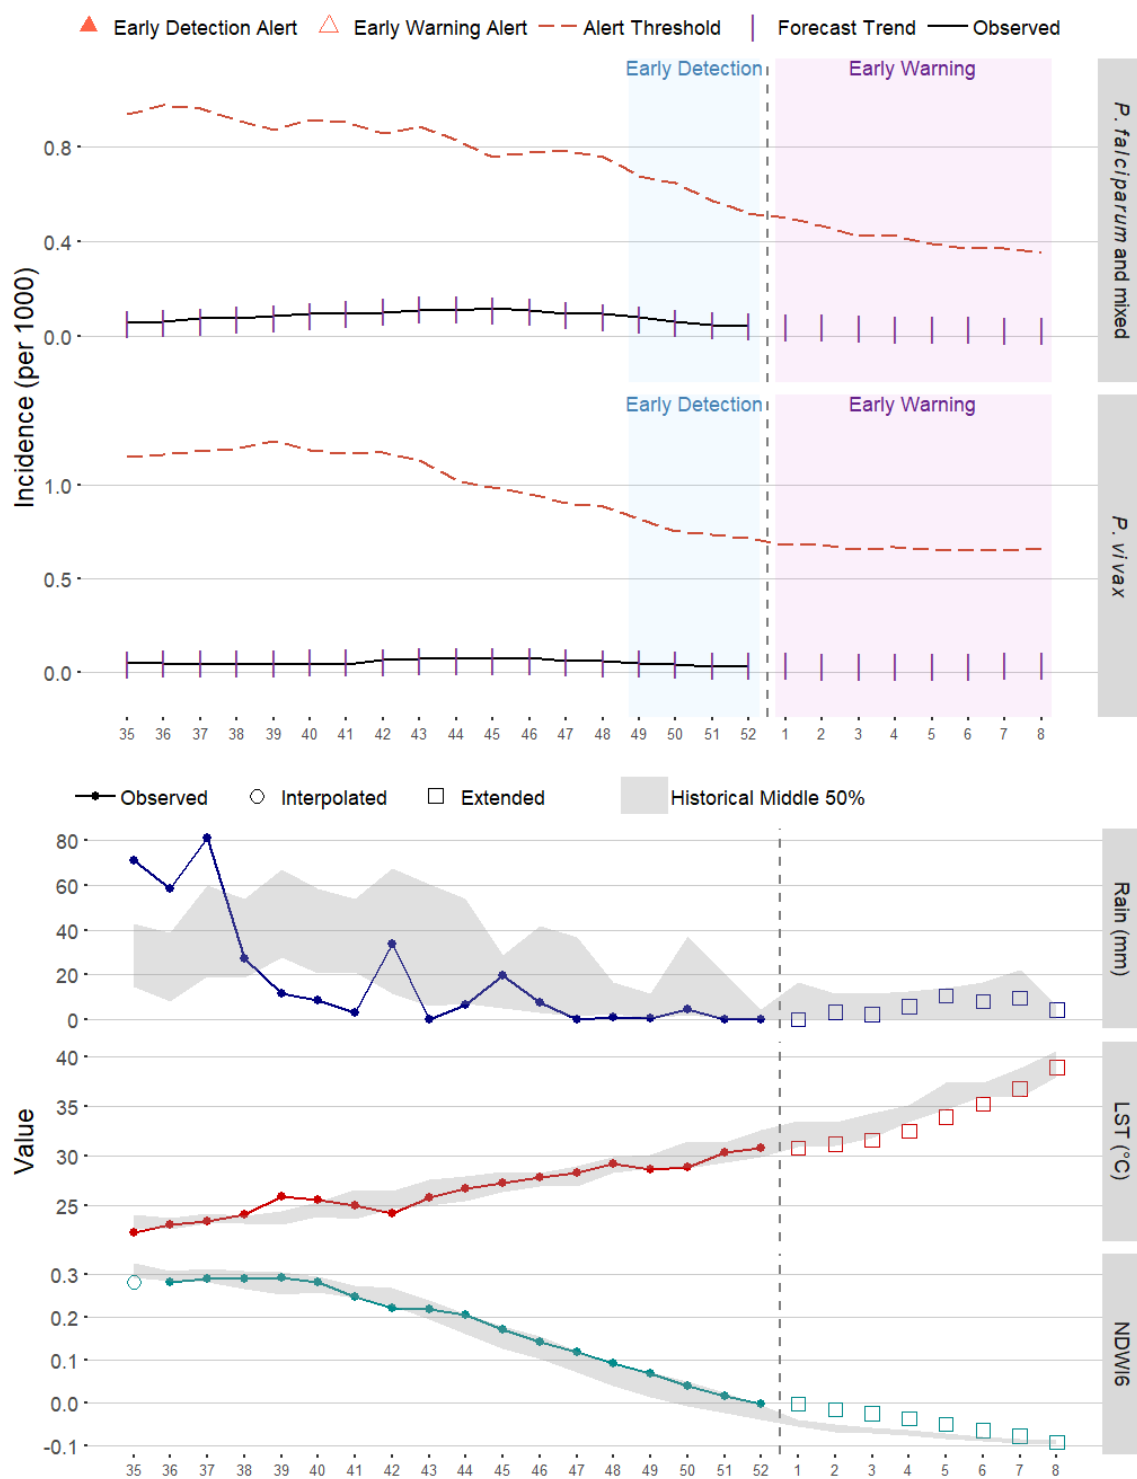 Early Detection Alert Early Warning Alert Alert Threshold Forecast Trend Observed
Early Detection Early Warning
0.8
0.4
0.0
P. falciparum and mixed
Incidence (per 1000)
Early Detection Early Warning
1.0
0.5
0.0
P. vivax
35 36 37 38 39 40 41 42 43 44 45 46 47 48 49 50 51 52 1 2 3 4 5 6 7 8
Observed Interpolated Extended Historical Middle 50%
80
60
40
20
0
Rain (mm)
Value
40
35
30
25
LST (°C)
0.3
0.2
0.1
0.0
-0.1
NDWI6
35 36 37 38 39 40 41 42 43 44 45 46 47 48 49 50 51 52 1 2 3 4 5 6 7 8